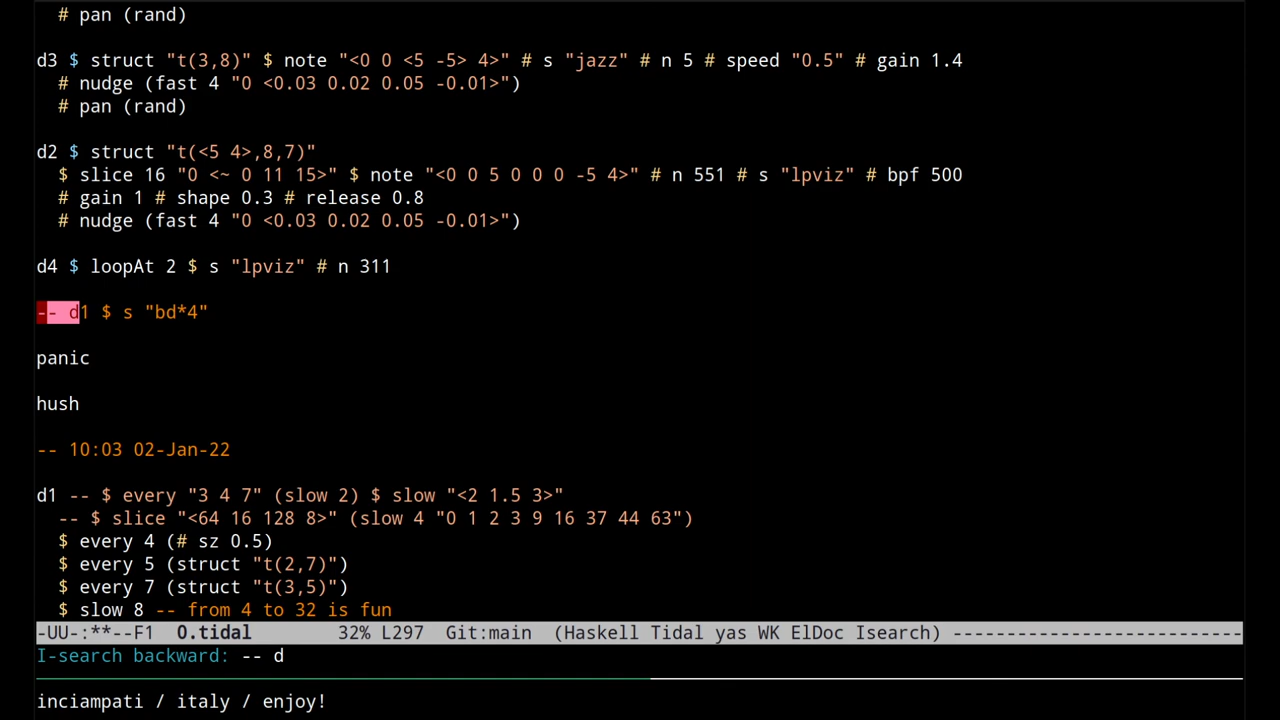 # pan (rand)
d3 $ struct "t(3,8)" $ note "<0 0 <5 -5> 4>" # s "jazz" # n 5 # speed "0.5" # gain 1.4
# nudge (fast 4 "0 <0.03 0.02 0.05 -0.01>")
# pan (rand)
d2 $ struct "t(<5 4>,8,7)"
$ slice 16 "0 <~ 0 11 15>" $ note "<0 0 5 0 0 0 -5 4>" # n 551 # s "lpviz" # bpf 500
# gain 1 # shape 0.3 # release 0.8
# nudge (fast 4 "0 <0.03 0.02 0.05 -0.01>")
d4 $ loopAt 2 $ s "lpviz" # n 311
-- d1 $ s "bd*4"
panic
hush
-- 10:03 02-Jan-22
d1 -- $ every "3 4 7" (slow 2) $ slow "<2 1.5 3>"
-- $ slice "<64 16 128 8>" (slow 4 "0 1 2 3 9 16 37 44 63")
$ every 4 (# sz 0.5)
$ every 5 (struct "t(2,7)")
$ every 7 (struct "t(3,5)")
$ slow 8 -- from 4 to 32 is fun
-UU-:**--F1  0.tidal        32% L297  Git:main  (Haskell Tidal yas WK ElDoc Isearch) ---------------------------
I-search backward: -- d
inciampati / italy / enjoy!